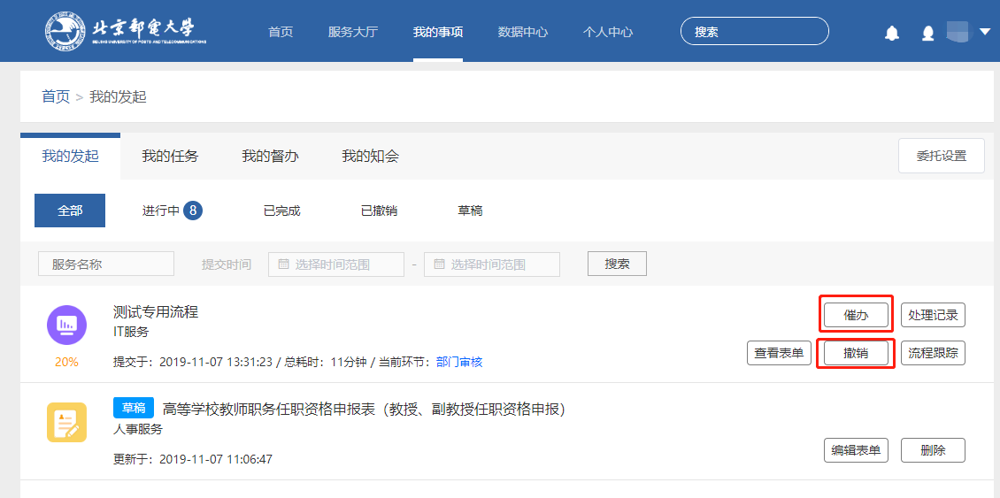 北京邮电大学
BEIJING UNIVERSITY OF POSTS AND TELECOMMUNICATIONS
首页 服务大厅 我的事项 数据中心 个人中心 搜索
首页 > 我的发起
我的发起 我的任务 我的督办 我的知会 委托设置
全部 进行中 8 已完成 已撤销 草稿
服务名称 提交时间 选择时间范围 - 选择时间范围 搜索
测试专用流程
IT服务
20% 提交于：2019-11-07 13:31:23 / 总耗时：11分钟 / 当前环节：部门审核
催办 处理记录
查看表单 撤销 流程跟踪
草稿 高等学校教师职务任职资格申报表（教授、副教授任职资格申报）
人事服务
更新于：2019-11-07 11:06:47
编辑表单 删除